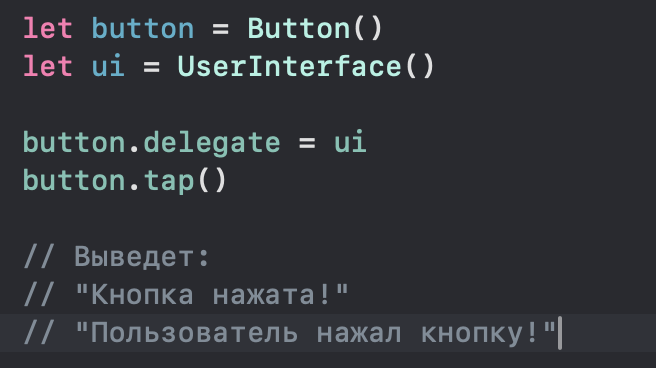 let button = Button()
let ui = UserInterface()
button.delegate = ui
button.tap()
// Выведет:
// "Кнопка нажата!"
// "Пользователь нажал кнопку!"